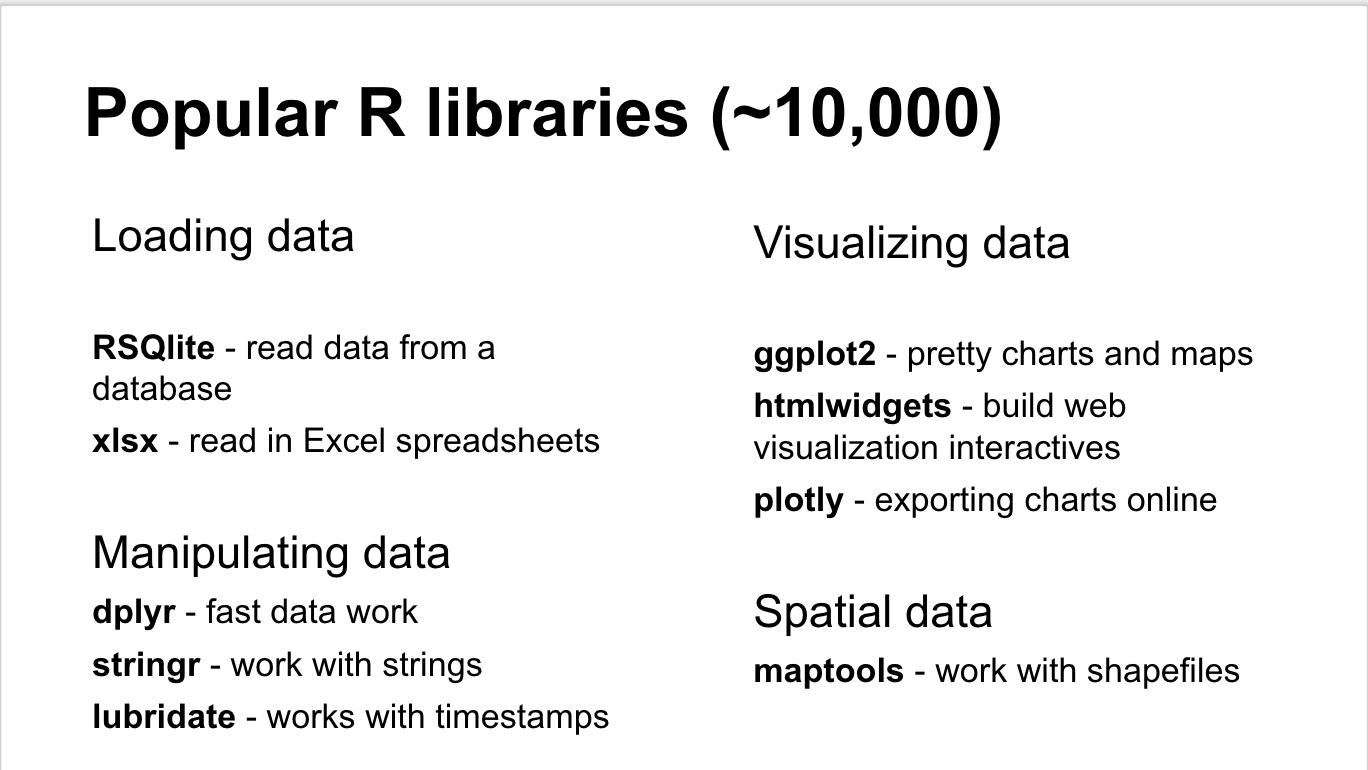 Popular R libraries (~10,000)
Loading data
RSQlite - read data from a
database
xlsx - read in Excel spreadsheets
Manipulating data
dplyr - fast data work
stringr - work with strings
lubridate - works with timestamps
Visualizing data
ggplot2 - pretty charts and maps
htmlwidgets - build web
visualization interactives
plotly - exporting charts online
Spatial data
maptools - work with shapefiles